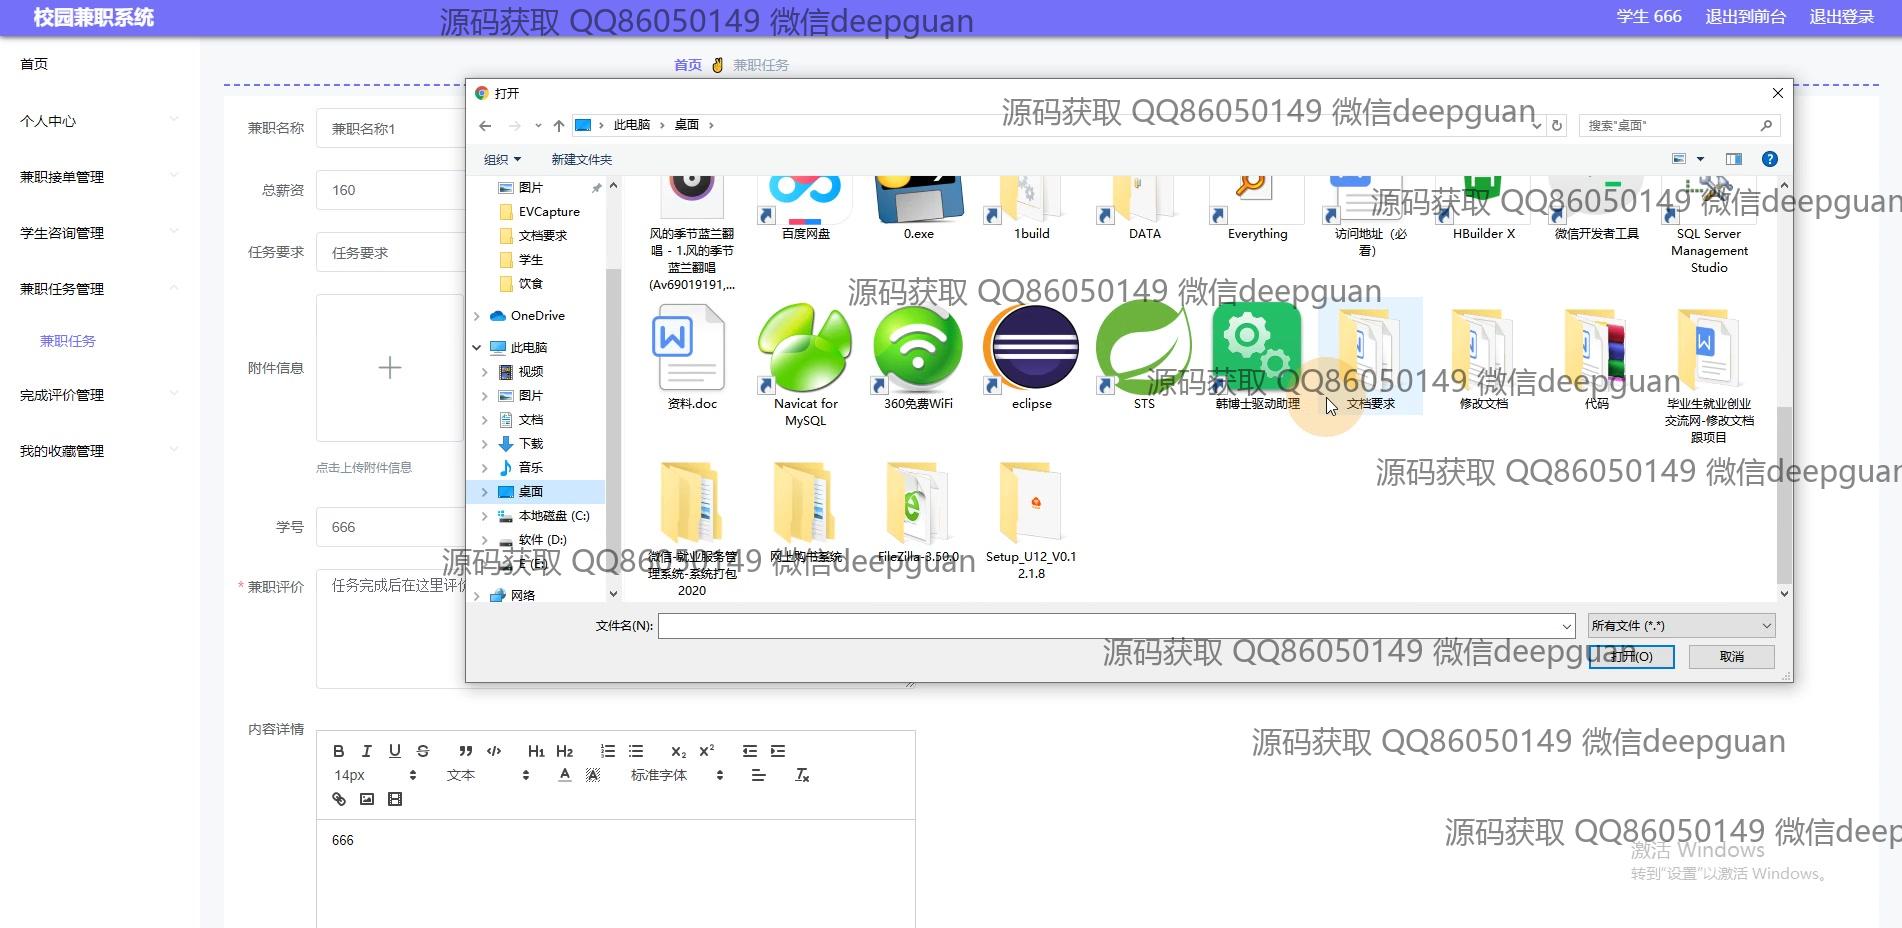 校园兼职系统
源码获取 QQ86050149 微信deepguan
学生 666
退出到前台
退出登录
首页
个人中心
兼职接单管理
学生咨询管理
兼职任务管理
兼职任务
完成评价管理
我的收藏管理
首页
兼职任务
兼职名称
兼职名称1
总薪资
160
任务要求
任务要求
附件信息
点击上传附件信息
学号
666
* 兼职评价
任务完成后在这里评价
内容详情
B I U S
H1 H2
X2 X2
14px
文本
标准字体
666
打开
源码获取 QQ86050149 微信deepguan
此电脑
桌面
搜索"桌面"
组织
新建文件夹
源码获取 QQ86050149 微信deepguan
图片
EVCapture
文档要求
学生
饮食
OneDrive
此电脑
视频
图片
文档
下载
音乐
桌面
本地磁盘 (C:)
软件 (D:)
E (E:)
网络
风的季节蓝兰翻
唱 - 1.风的季节
蓝兰翻唱
(Av69019191,...
百度网盘
0.exe
1build
DATA
Everything
访问地址（必
看）
HBuilder X
微信开发者工具
SQL Server
Management
Studio
源码获取 QQ86050149 微信deepguan
资料.doc
Navicat for
MySQL
360免费WiFi
eclipse
STS
韩博士驱动助理
文档要求
修改文档
代码
毕业生就业创业
交流网-修改文档
跟项目
源码获取 QQ86050149 微信deepguan
源码获取 QQ86050149 微信deepguan
微信-就业服务管
理系统-系统打包
2020
网上购书系统
FileZilla-3.50.0
Setup_U12_V0.1
2.1.8
源码获取 QQ86050149 微信deepguan
文件名(N):
所有文件 (*.*)
打开(O)
取消
源码获取 QQ86050149 微信deepguan
源码获取 QQ86050149 微信deepguan
源码获取 QQ86050149 微信deep
激活 Windows
转到"设置"以激活 Windows。